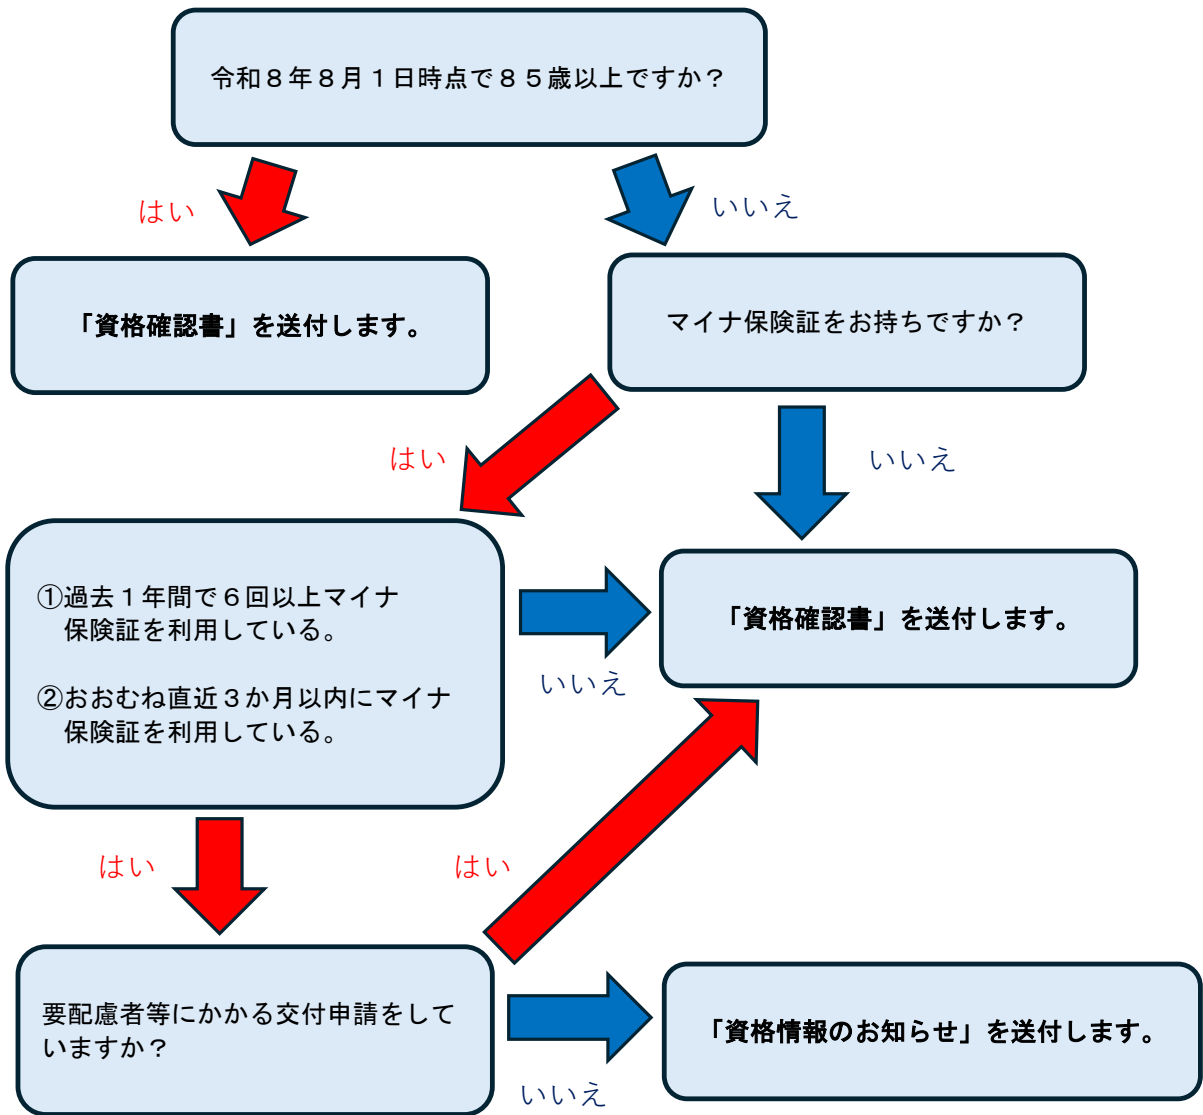 令和８年８月１日時点で８５歳以上ですか？
はい
いいえ
「資格確認書」を送付します。
マイナ保険証をお持ちですか？
はい
いいえ
①過去１年間で６回以上マイナ
保険証を利用している。
②おおむね直近３か月以内にマイナ
保険証を利用している。
いいえ
「資格確認書」を送付します。
はい
はい
要配慮者等にかかる交付申請をして
いますか？
いいえ
「資格情報のお知らせ」を送付します。